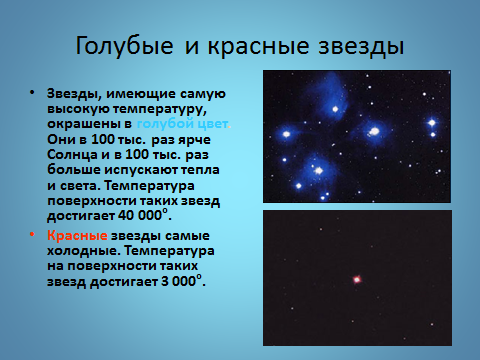 Голубые и красные звезды
• Звезды, имеющие самую
высокую температуру,
окрашены в голубой цвет.
Они в 100 тыс. раз ярче
Солнца и в 100 тыс. раз
больше испускают тепла
и света. Температура
поверхности таких звезд
достигает 40 000°.
• Красные звезды самые
холодные. Температура
на поверхности таких
звезд достигает 3 000°.